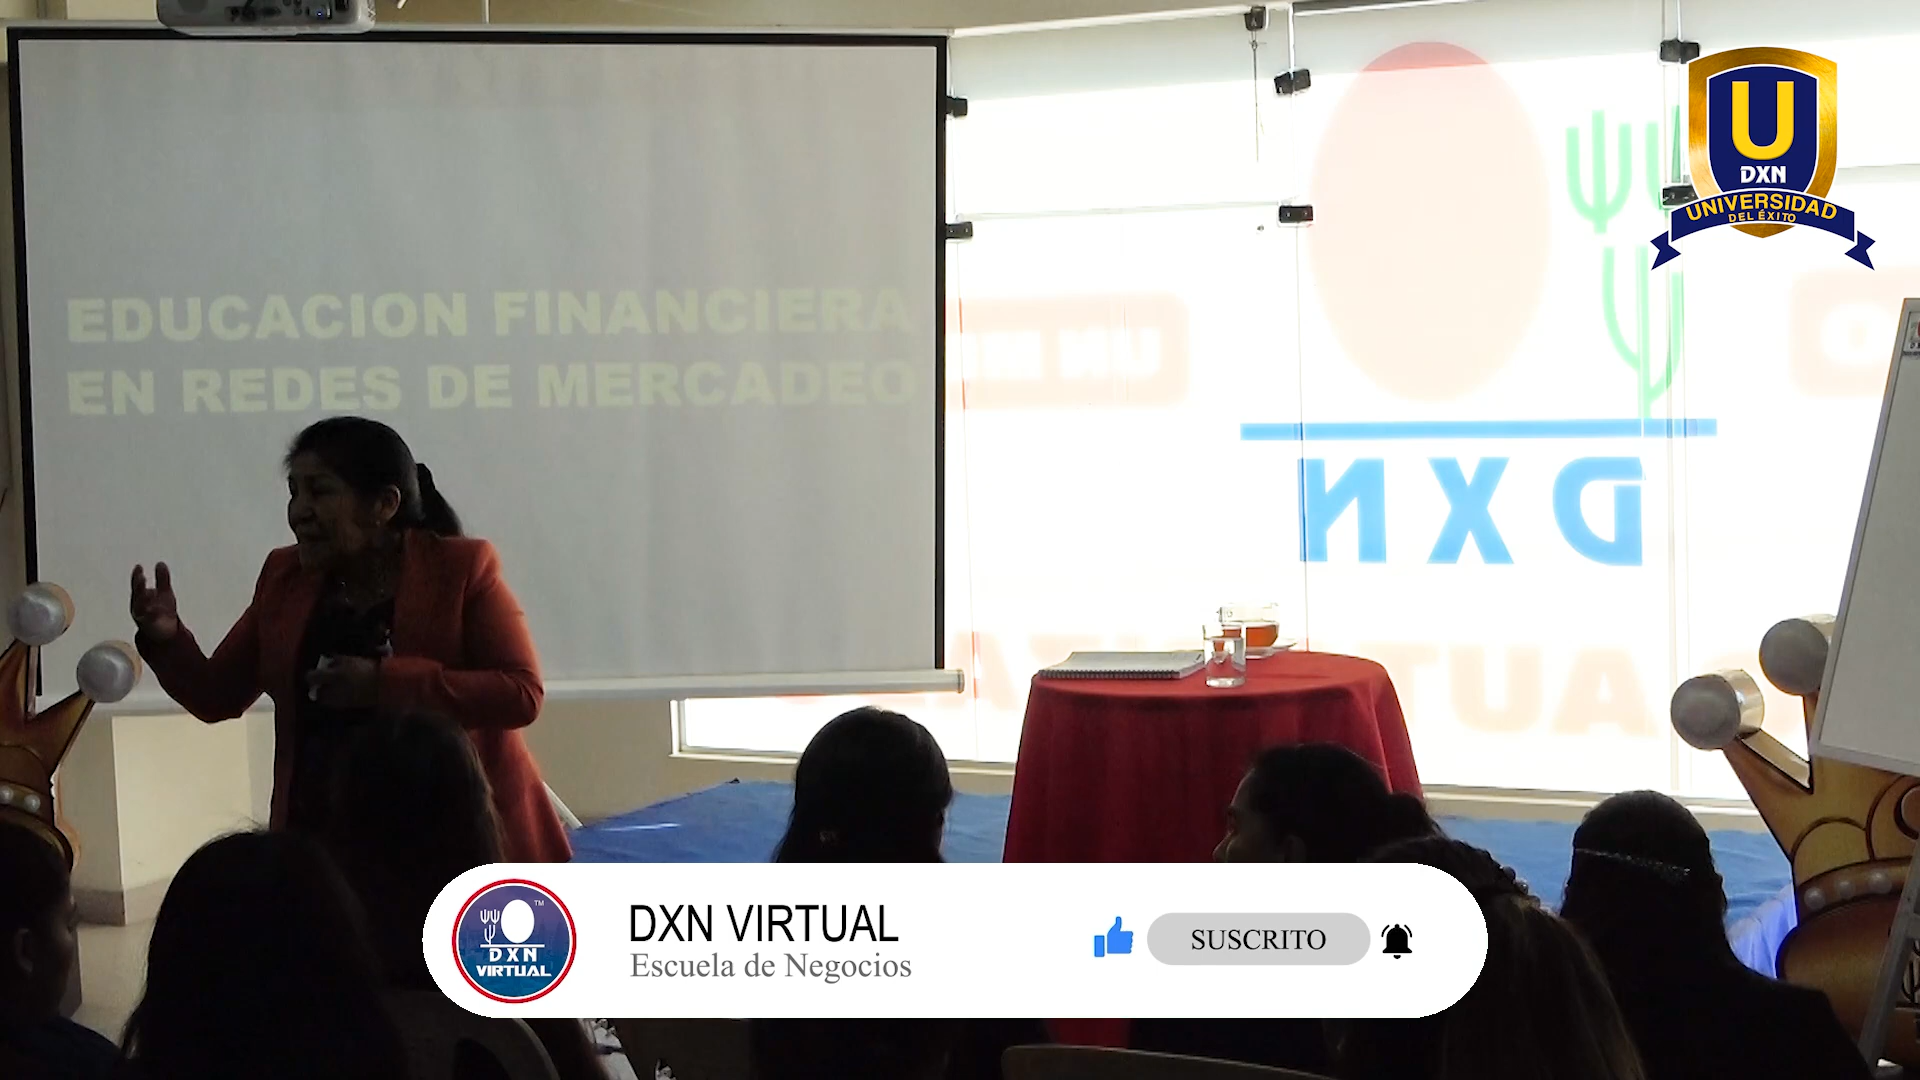 EDUCACION FINANCIERA
EN REDES DE MERCADEO
U
DXN
UNIVERSIDAD
DEL ÉXITO
DXN
DXN
VIRTUAL
TM
DXN VIRTUAL
Escuela de Negocios
SUSCRITO